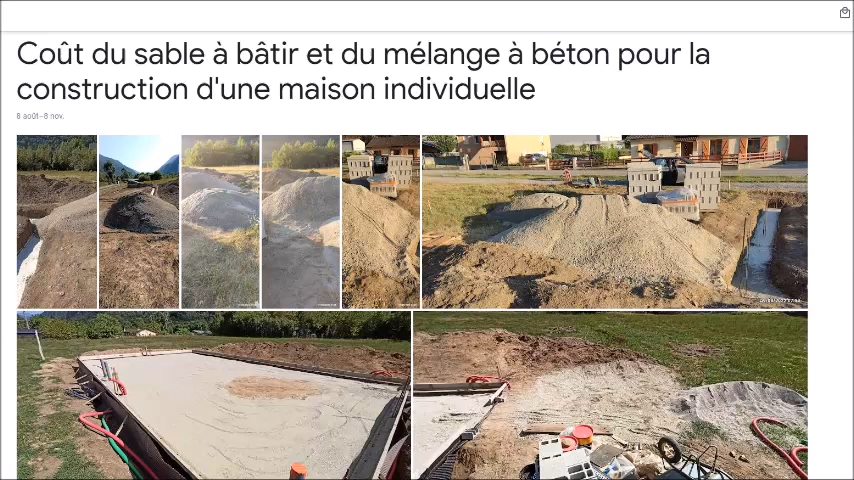 Coût du sable à bâtir et du mélange à béton pour la
construction d'une maison individuelle
8 août–8 nov.